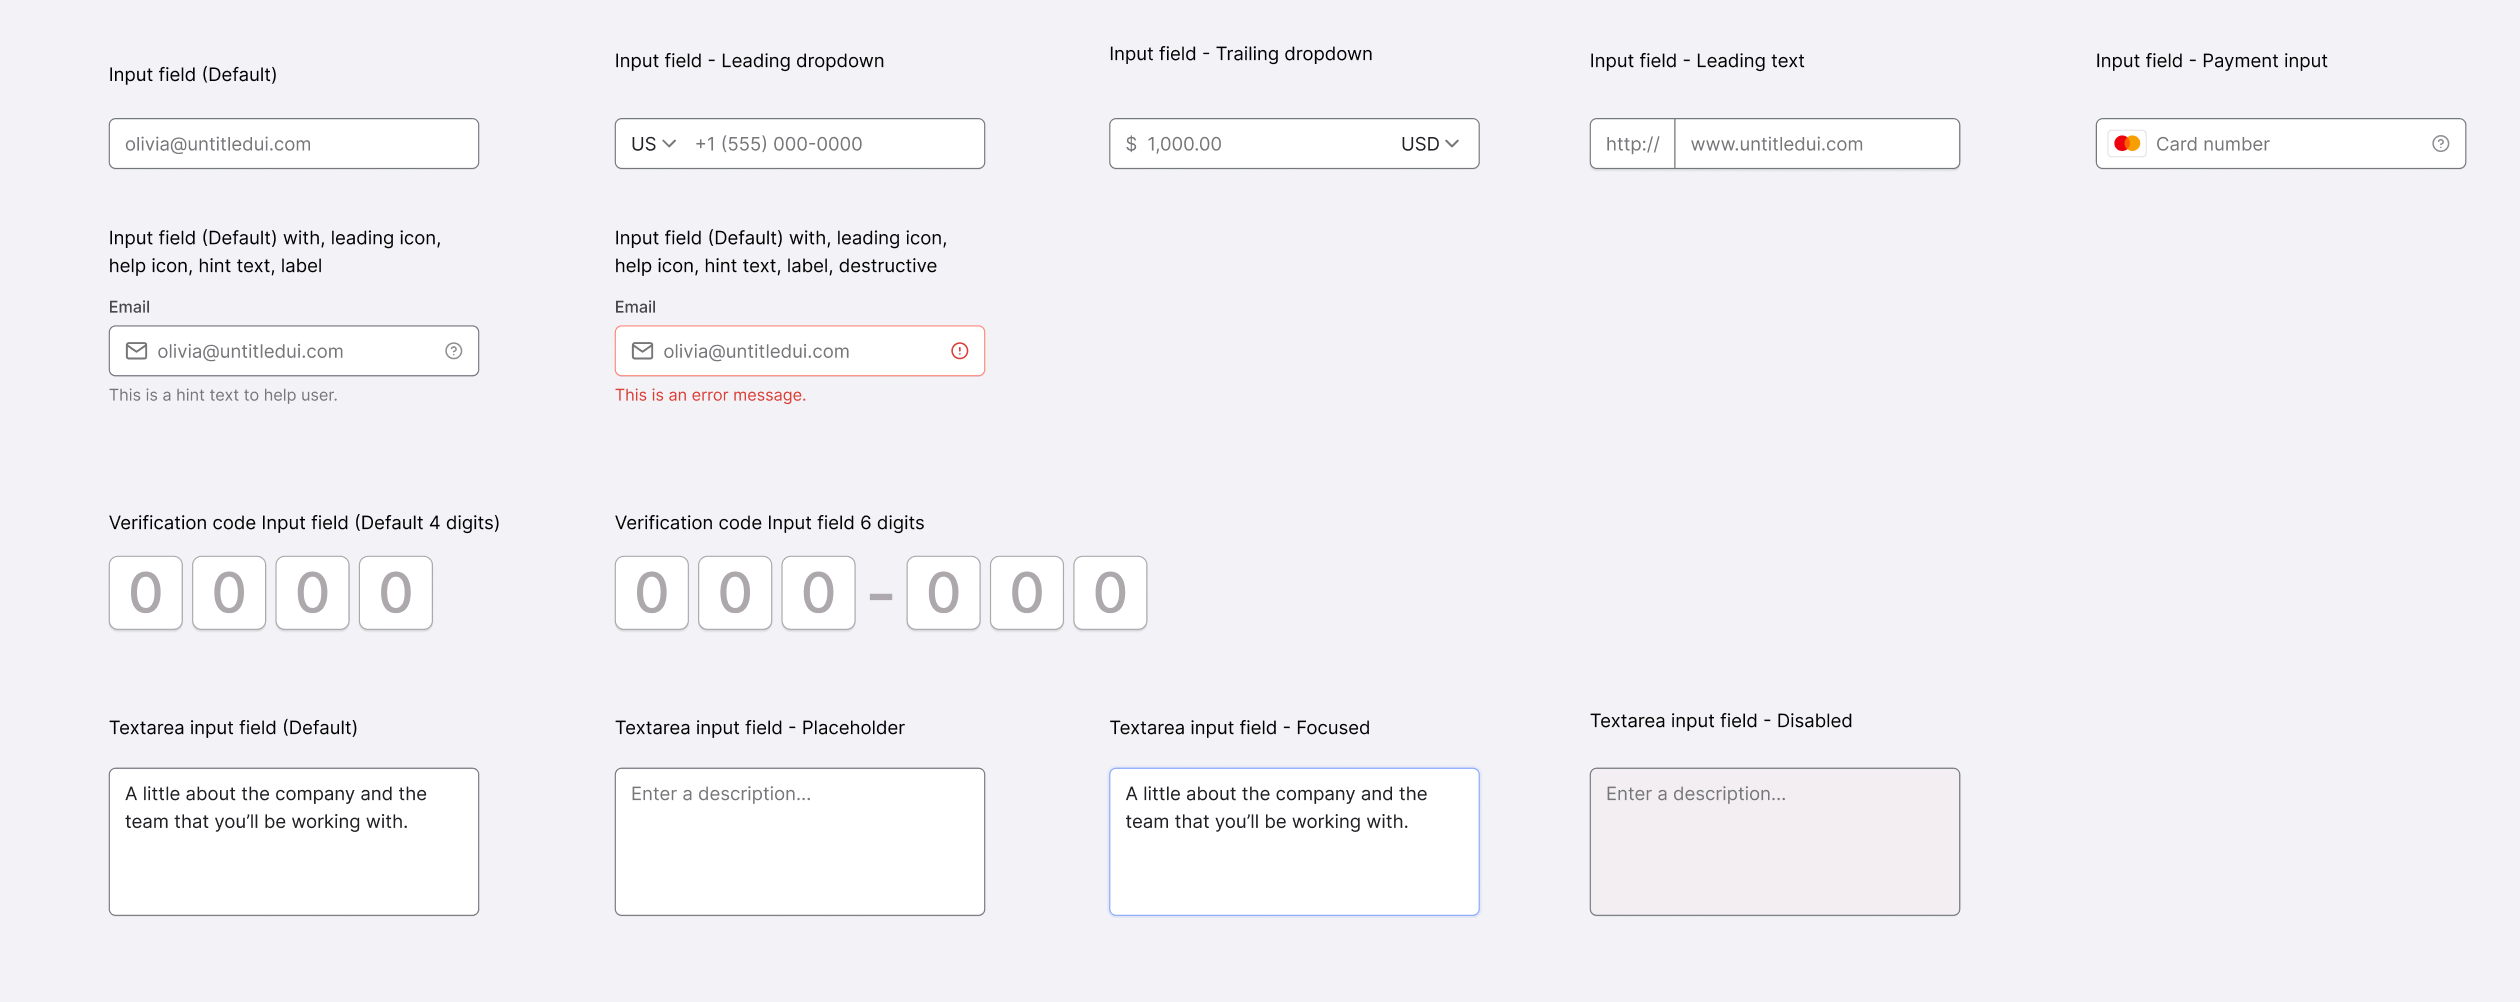 Input field (Default)
Input field - Leading dropdown
Input field - Trailing dropdown
Input field - Leading text
Input field - Payment input
olivia@untitledui.com
US +1 (555) 000-0000
$ 1,000.00 USD
http:// www.untitledui.com
Card number ?
Input field (Default) with, leading icon,
help icon, hint text, label
Input field (Default) with, leading icon,
help icon, hint text, label, destructive
Email
olivia@untitledui.com ?
This is a hint text to help user.
Email
olivia@untitledui.com !
This is an error message.
Verification code Input field (Default 4 digits)
0 0 0 0
Verification code Input field 6 digits
0 0 0 - 0 0 0
Textarea input field (Default)
Textarea input field - Placeholder
Textarea input field - Focused
Textarea input field - Disabled
A little about the company and the
team that you’ll be working with.
Enter a description...
A little about the company and the
team that you’ll be working with.
Enter a description...